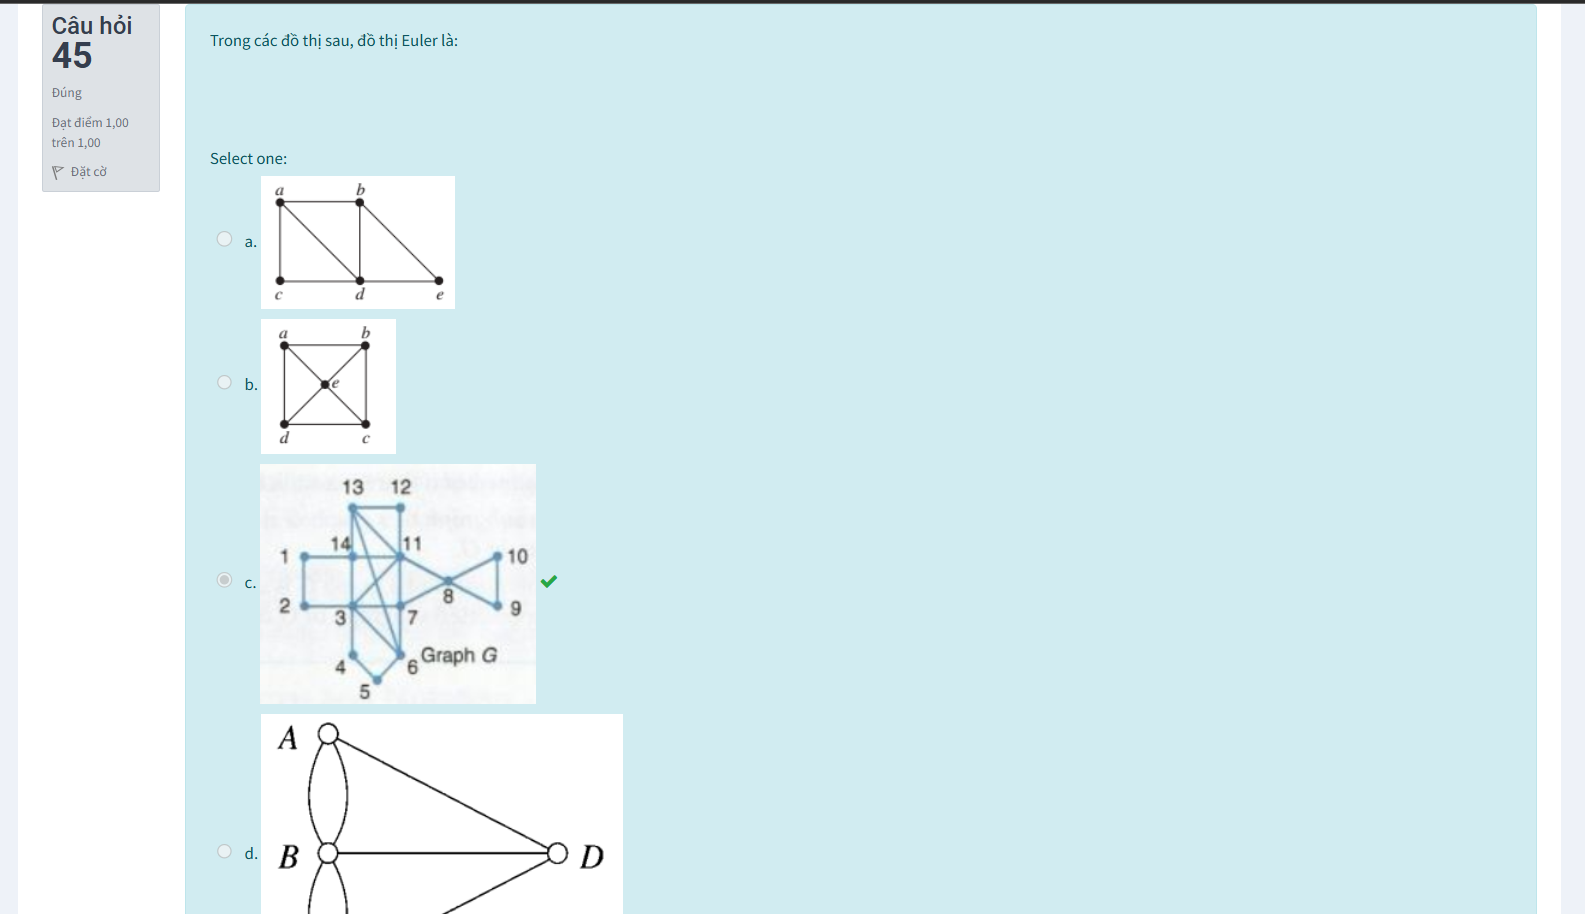 Câu hỏi
45
Đúng
Đạt điểm 1,00
trên 1,00
Đặt cờ
Trong các đồ thị sau, đồ thị Euler là:
Select one:
a.
a b
c d e
b.
a b
e
d c
c.
13 12
14 11
1 10
2 3 7 8 9
4 6 Graph G
5
d.
A
B D